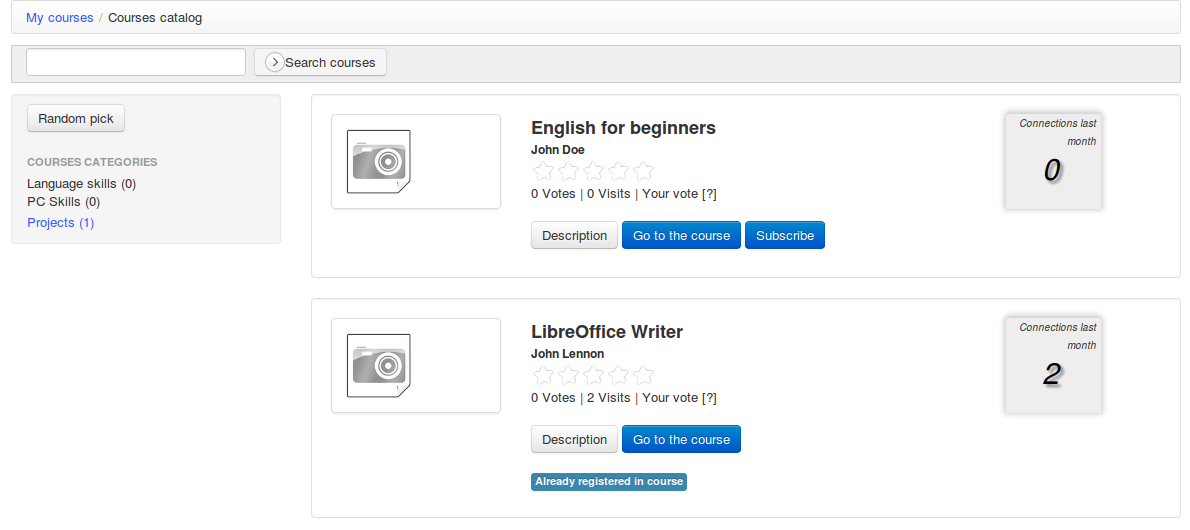 My courses / Courses catalog
Search courses
Random pick
COURSES CATEGORIES
Language skills (0)
PC Skills (0)
Projects (1)
English for beginners
John Doe
0 Votes | 0 Visits | Your vote [?]
Description Go to the course Subscribe
Connections last
month
0
LibreOffice Writer
John Lennon
0 Votes | 2 Visits | Your vote [?]
Description Go to the course
Already registered in course
Connections last
month
2